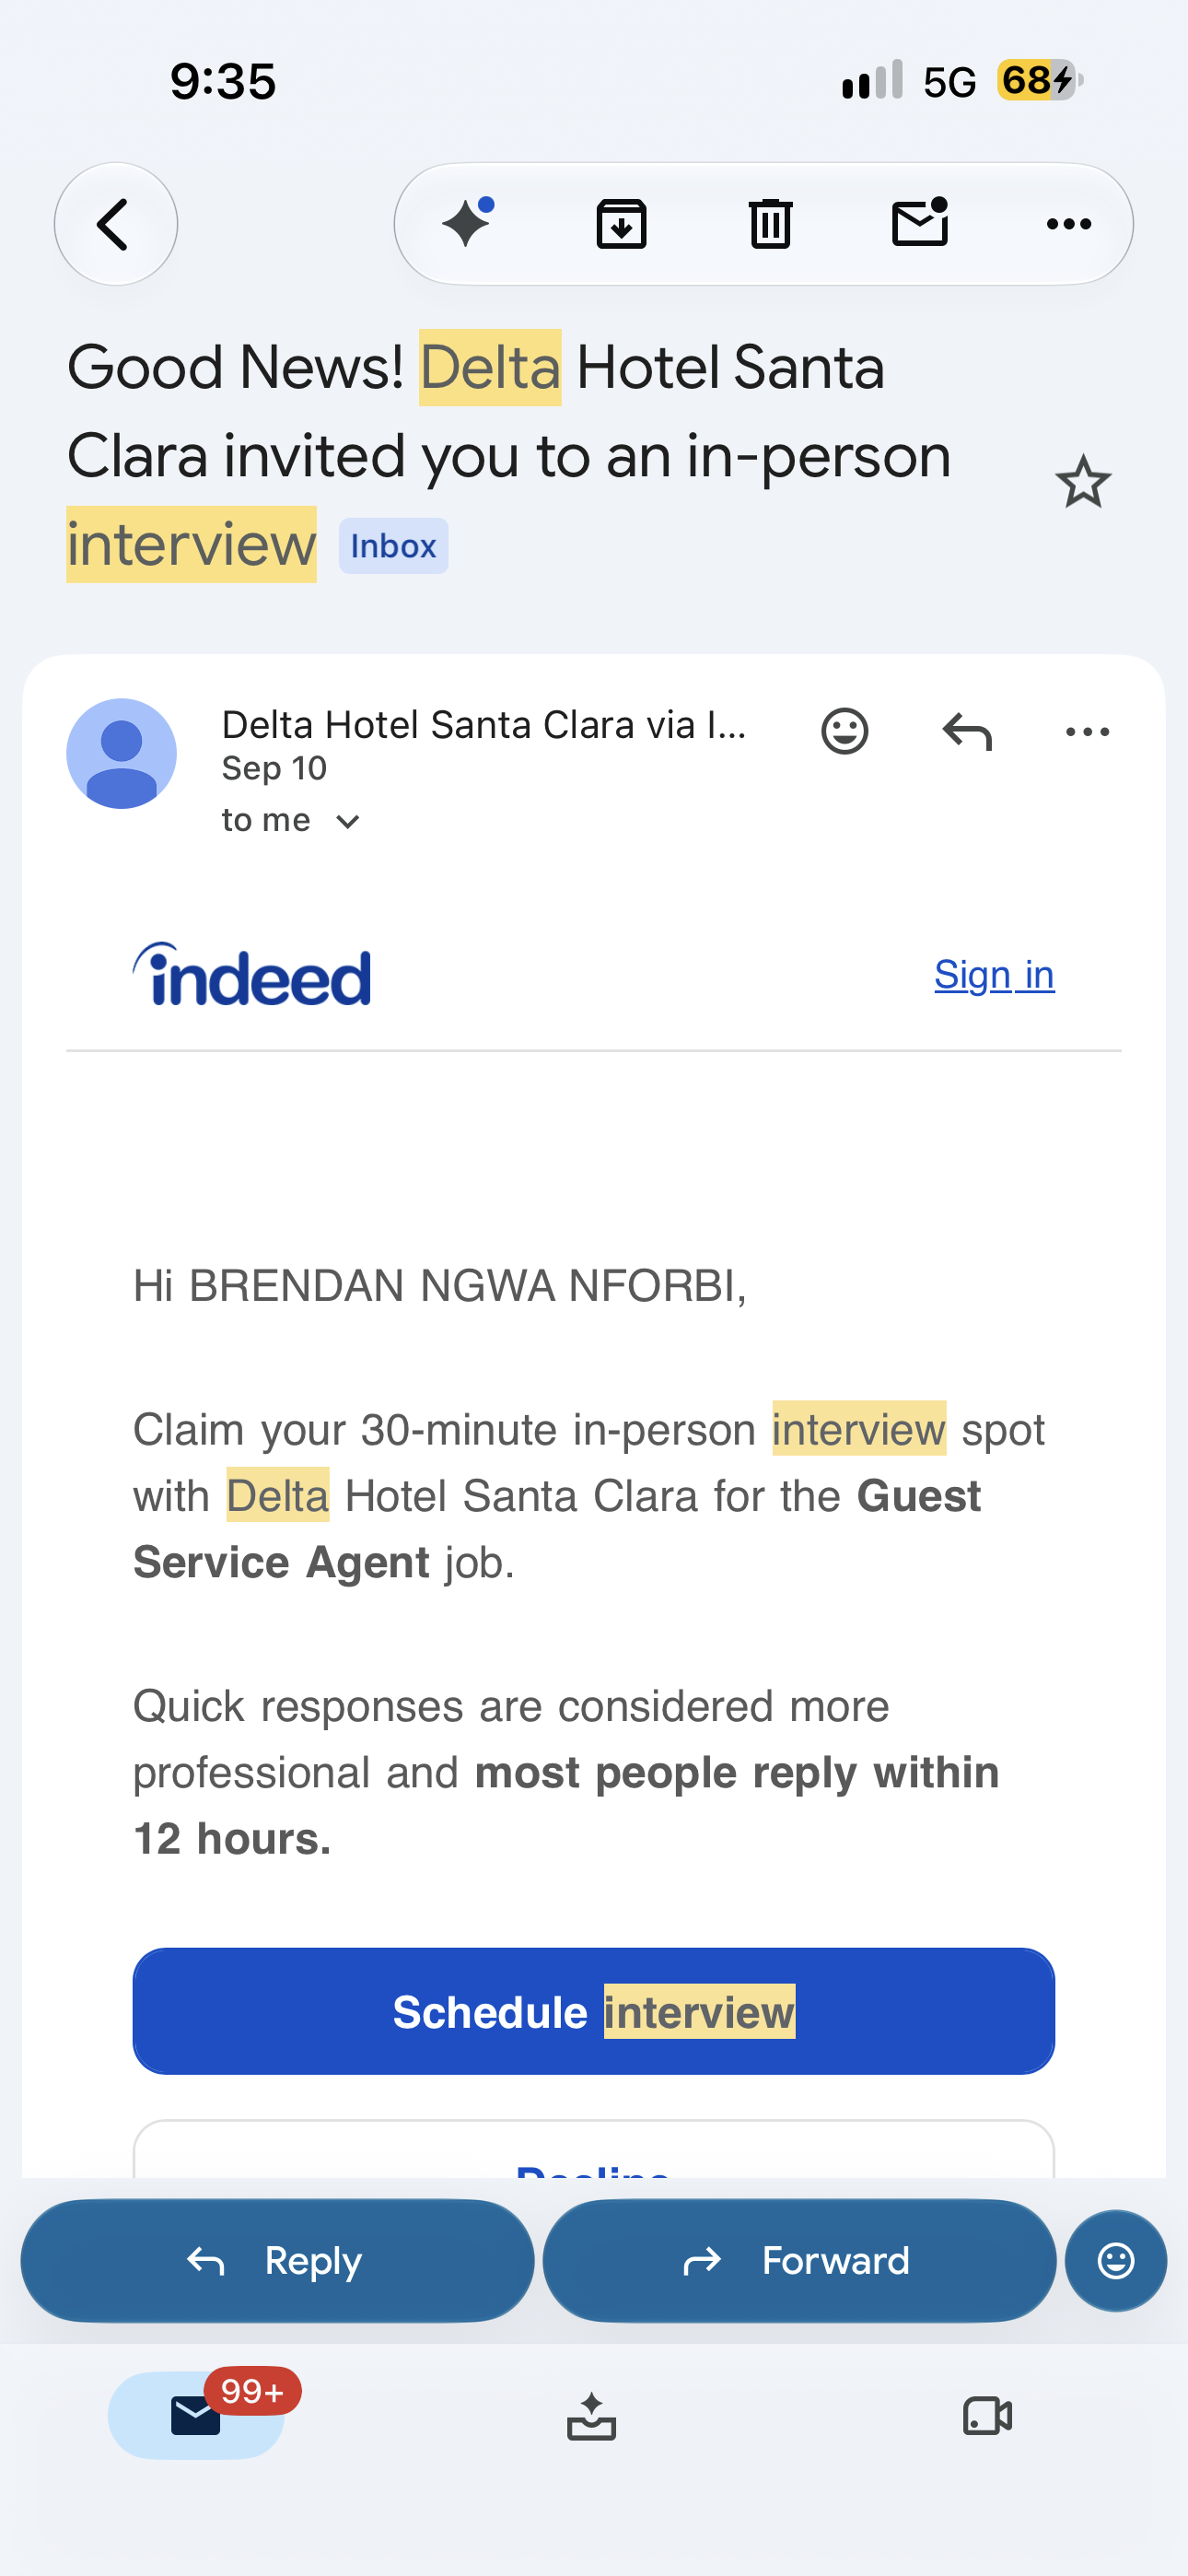 9:35
5G
68
Good News! Delta Hotel Santa
Clara invited you to an in-person
interview Inbox
Delta Hotel Santa Clara via I...
Sep 10
to me
indeed
Sign in
Hi BRENDAN NGWA NFORBI,
Claim your 30-minute in-person interview spot
with Delta Hotel Santa Clara for the Guest
Service Agent job.
Quick responses are considered more
professional and most people reply within
12 hours.
Schedule interview
Decline
Reply
Forward
99+